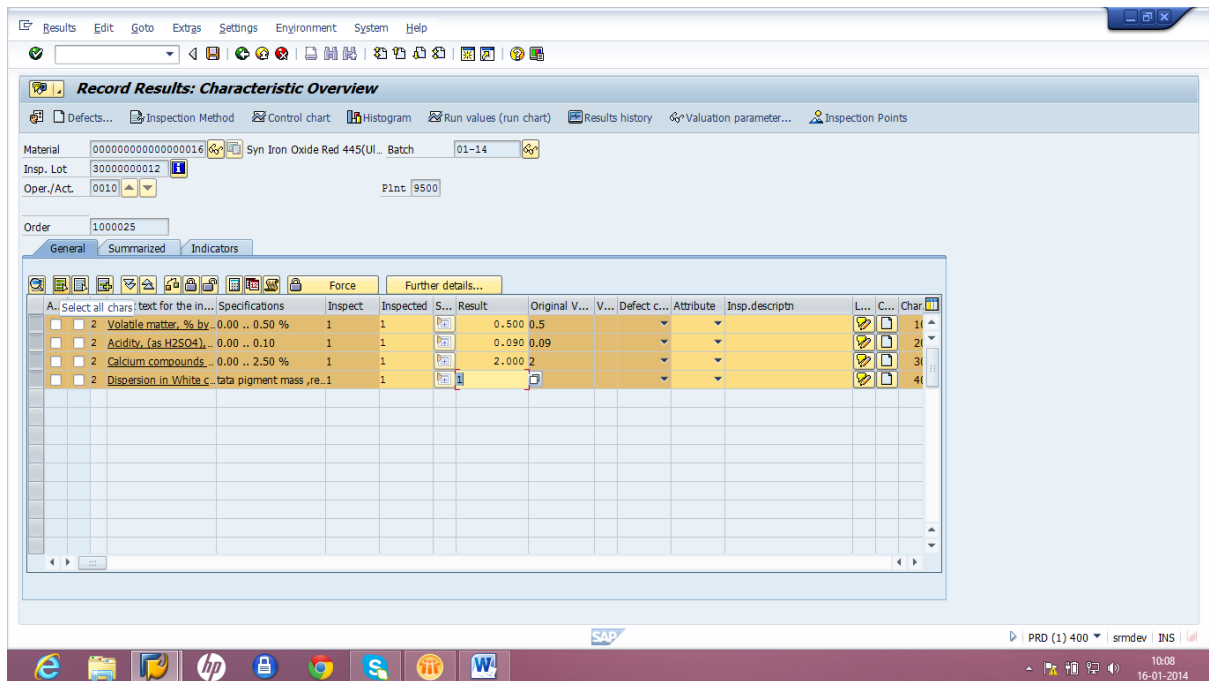 Results Edit Goto Extras Settings Environment System Help
Record Results: Characteristic Overview
Defects... Inspection Method Control chart Histogram Run values (run chart) Results history Valuation parameter... Inspection Points
Material 000000000000000016 Syn Iron Oxide Red 445(Ul... Batch 01-14
Insp. Lot 30000000012
Oper./Act. 0010 Plnt 9500
Order 1000025
General Summarized Indicators
Force Further details...
A.. Select all chars text for the in... Specifications Inspect Inspected S... Result Original V... V... Defect c... Attribute Insp.descriptn L... C... Char.
2 Volatile matter, % by.. 0.00 .. 0.50 % 1 1 0.500 0.5 10
2 Acidity, (as H2SO4),.. 0.00 .. 0.10 1 1 0.090 0.09 20
2 Calcium compounds .. 0.00 .. 2.50 % 1 1 2.000 2 30
2 Dispersion in White c.. tata pigment mass ,re.. 1 1 1 40
SAP
PRD (1) 400 srmdev INS
hp
W
10:08
16-01-2014